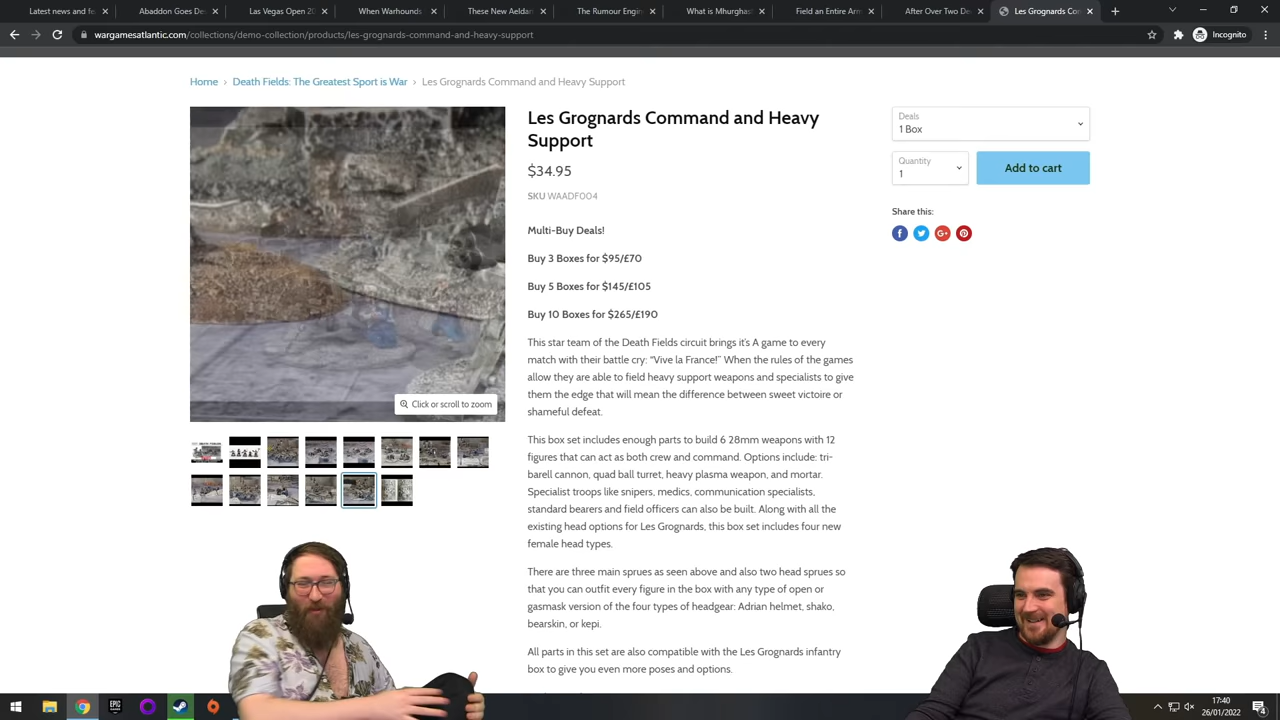 Latest news and fe
Abaddon Gores De
Las Vegas Open 20
When Warhounds
These New Aeldar
The Rumour Engin
What is Mhurghast
Field an Entire Arm
After Over Two De
Les Grognards Con
wargamesatlantic.com/collections/demo-collection/products/les-grognards-command-and-heavy-support
Incognito
Home › Death Fields: The Greatest Sport is War › Les Grognards Command and Heavy Support
Les Grognards Command and Heavy
Support
$34.95
SKU WAADF004
Multi-Buy Deals!
Buy 3 Boxes for $95/£70
Buy 5 Boxes for $145/£105
Buy 10 Boxes for $265/£190
This star team of the Death Fields circuit brings it's A game to every
match with their battle cry: “Vive la France!” When the rules of the games
allow they are able to field heavy support weapons and specialists to give
them the edge that will mean the difference between sweet victoire or
shameful defeat.
This box set includes enough parts to build 6 28mm weapons with 12
figures that can act as both crew and command. Options include: tri-
barell cannon, quad ball turret, heavy plasma weapon, and mortar.
Specialist troops like snipers, medics, communication specialists,
standard bearers and field officers can also be built. Along with all the
existing head options for Les Grognards, this box set includes four new
female head types.
There are three main sprues as seen above and also two head sprues so
that you can outfit every figure in the box with any type of open or
gasmask version of the four types of headgear: Adrian helmet, shako,
bearskin, or kepi.
All parts in this set are also compatible with the Les Grognards infantry
box to give you even more poses and options.
Deals
1 Box
Quantity
1
Add to cart
Share this:
Click or scroll to zoom
EPIC
17:40
26/01/2022
4